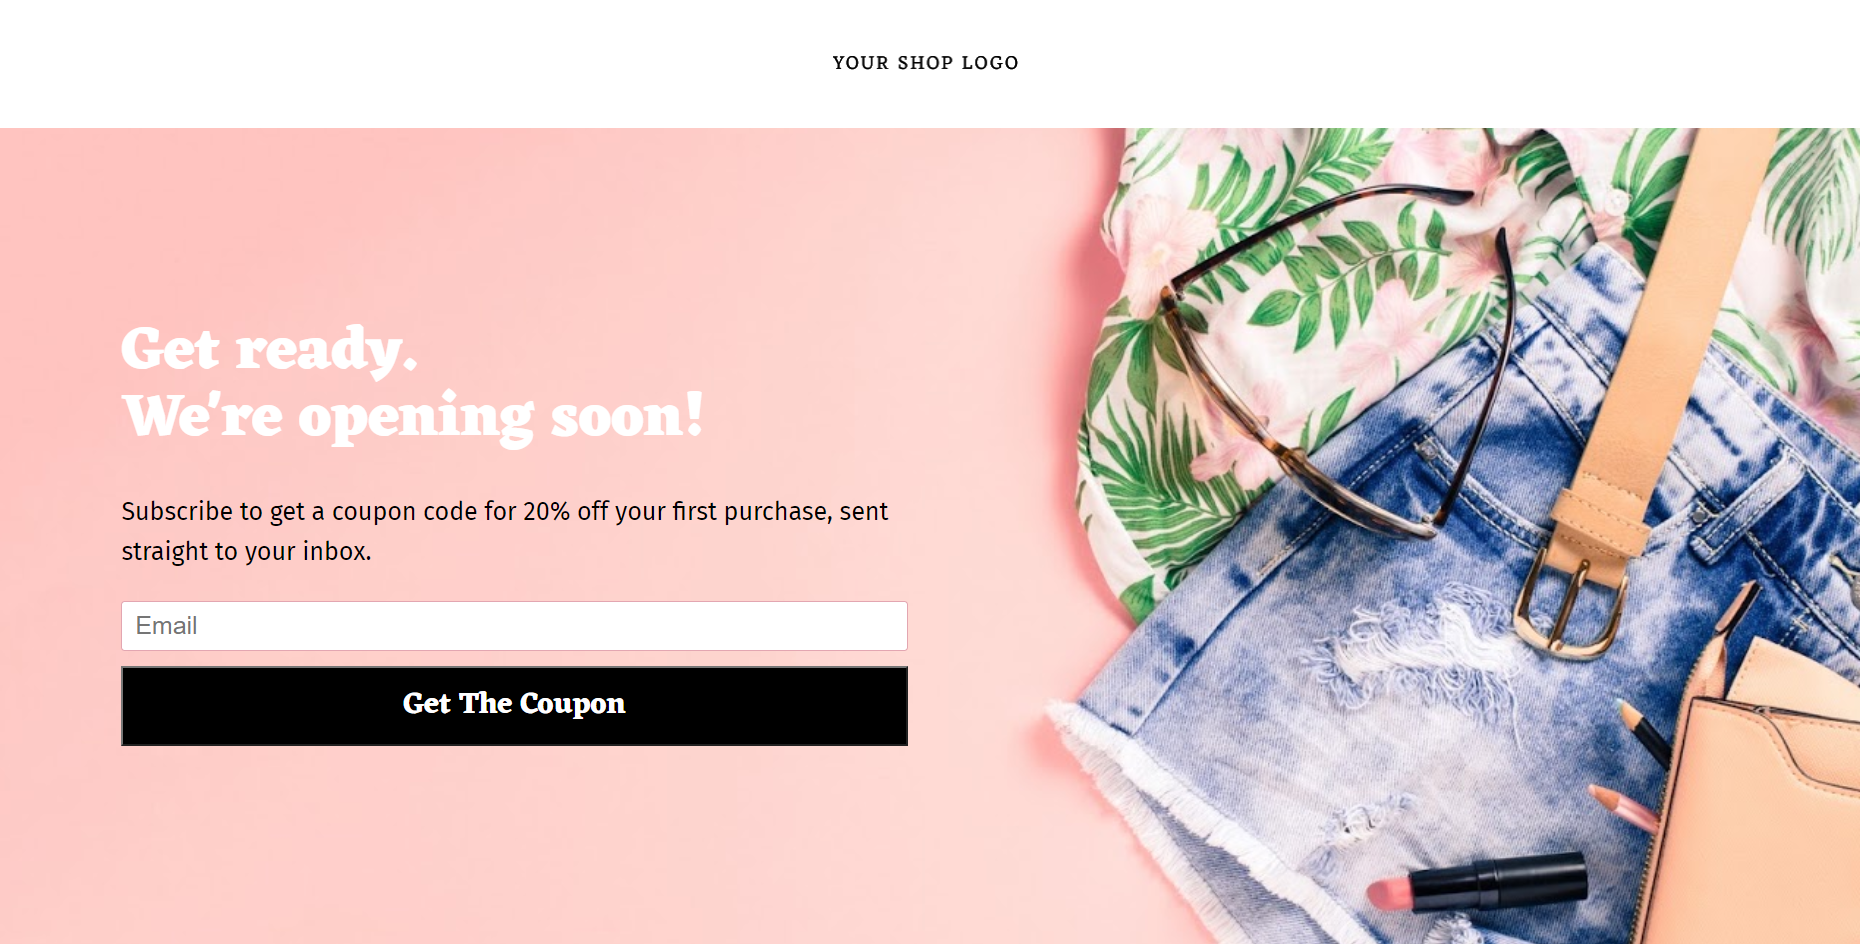 YOUR SHOP LOGO
Get ready.
We're opening soon!
Subscribe to get a coupon code for 20% off your first purchase, sent
straight to your inbox.
Email
Get The Coupon